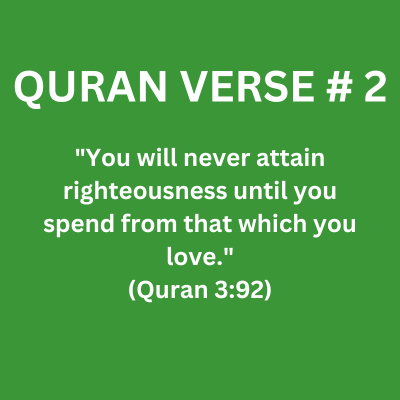 QURAN VERSE # 2
"You will never attain
righteousness until you
spend from that which you
love."
(Quran 3:92)